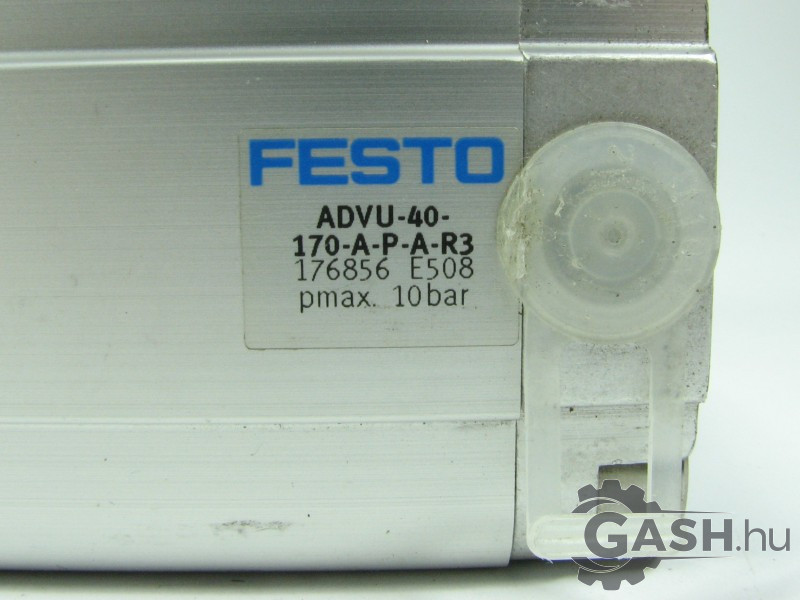 FESTO
ADVU-40-
170-A-P-A-R3
176856 E508
pmax. 10bar
GASH.hu